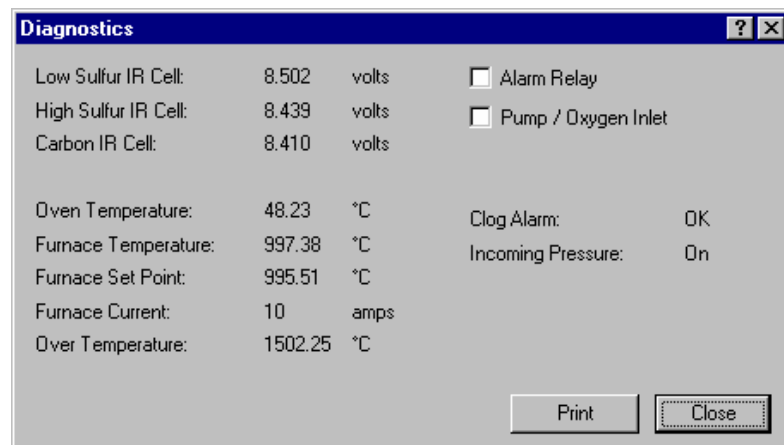 Diagnostics
Low Sulfur IR Cell: 8.502 volts
High Sulfur IR Cell: 8.439 volts
Carbon IR Cell: 8.410 volts
Alarm Relay
Pump / Oxygen Inlet
Oven Temperature: 48.23 °C
Furnace Temperature: 997.38 °C
Furnace Set Point: 995.51 °C
Furnace Current: 10 amps
Over Temperature: 1502.25 °C
Clog Alarm: OK
Incoming Pressure: On
Print Close